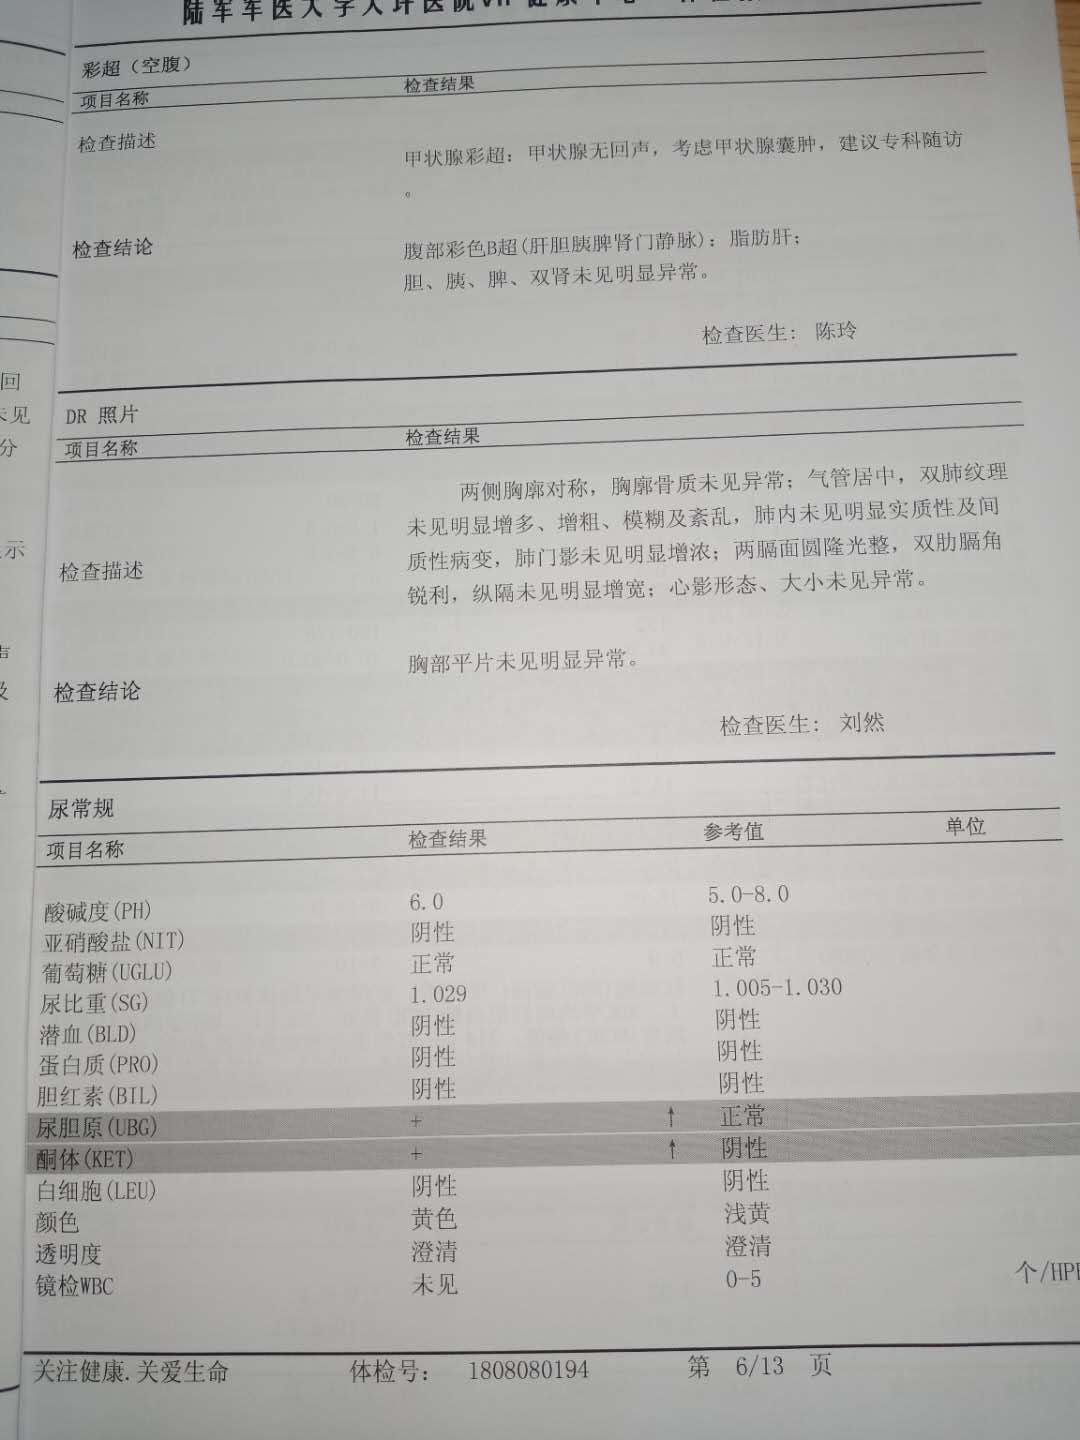 陆军军医大学大坪医院
彩超（空腹）
项目名称 检查结果
检查描述
甲状腺彩超：甲状腺无回声，考虑甲状腺囊肿，建议专科随访
。
检查结论
腹部彩色B超(肝胆胰脾肾门静脉)：脂肪肝；
胆、胰、脾、双肾未见明显异常。
检查医生： 陈玲
DR 照片
项目名称 检查结果
两侧胸廓对称，胸廓骨质未见异常；气管居中，双肺纹理
未见明显增多、增粗、模糊及紊乱，肺内未见明显实质性及间
质性病变，肺门影未见明显增浓；两膈面圆隆光整，双肋膈角
锐利，纵隔未见明显增宽；心影形态、大小未见异常。
检查描述
胸部平片未见明显异常。
检查结论
检查医生： 刘然
尿常规
项目名称 检查结果 参考值 单位
酸碱度(PH) 6.0 5.0-8.0
亚硝酸盐(NIT) 阴性 阴性
葡萄糖(UGLU) 正常 正常
尿比重(SG) 1.029 1.005-1.030
潜血(BLD) 阴性 阴性
蛋白质(PRO) 阴性 阴性
胆红素(BIL) 阴性 阴性
尿胆原(UBG) + ↑ 正常
酮体(KET) + ↑ 阴性
白细胞(LEU) 阴性 阴性
颜色 黄色 浅黄
透明度 澄清 澄清
镜检WBC 未见 0-5 个/HPF
关注健康.关爱生命 体检号： 1808080194 第 6/13 页
回
未见
分
示
声
及